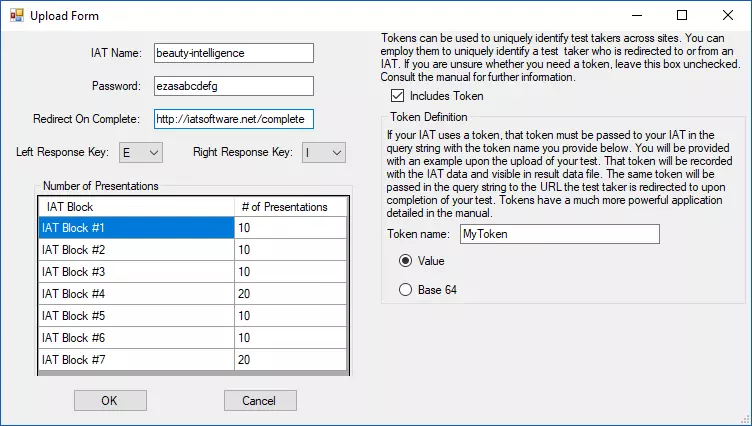 Upload Form
IAT Name: beauty-intelligence
Password: ezasabcdefg
Redirect On Complete: http://iatsoftware.net/complete
Left Response Key: E Right Response Key: I
Number of Presentations
IAT Block # of Presentations
IAT Block #1 10
IAT Block #2 10
IAT Block #3 10
IAT Block #4 20
IAT Block #5 10
IAT Block #6 10
IAT Block #7 20
OK Cancel
Tokens can be used to uniquely identify test takers across sites. You can
employ them to uniquely identify a test taker who is redirected to or from an
IAT. If you are unsure whether you need a token, leave this box unchecked.
Consult the manual for further information.
Includes Token
Token Definition
If your IAT uses a token, that token must be passed to your IAT in the
query string with the token name you provide below. You will be provided
with an example upon the upload of your test. That token will be recorded
with the IAT data and visible in result data file. The same token will be
passed in the query string to the URL the test taker is redirected to upon
completion of your test. Tokens have a much more powerful application
detailed in the manual.
Token name: MyToken
Value
Base 64